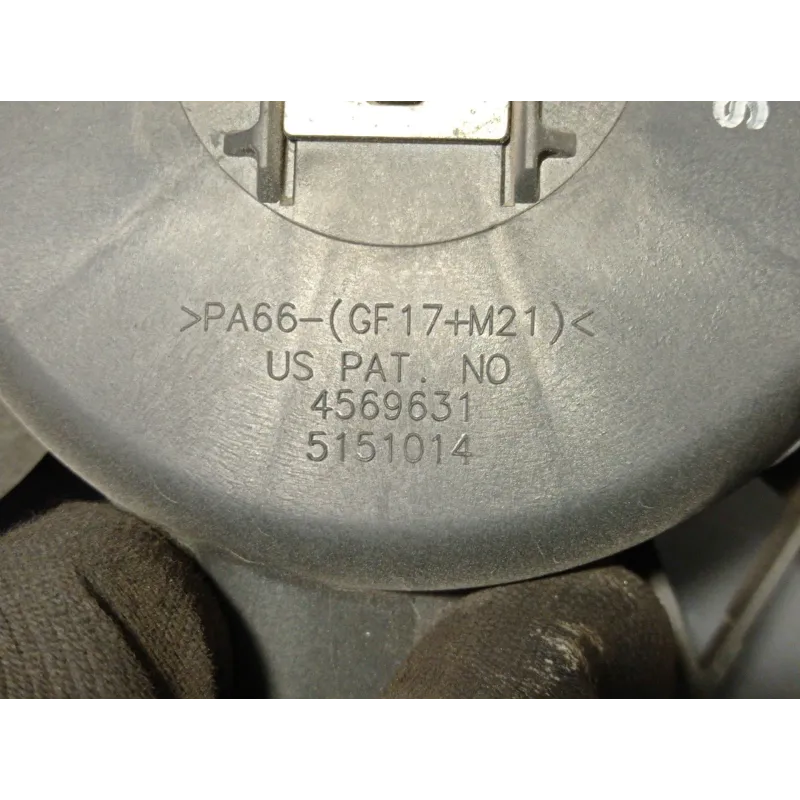 >PA66-(GF17+M21)<
US PAT. NO
4569631
5151014